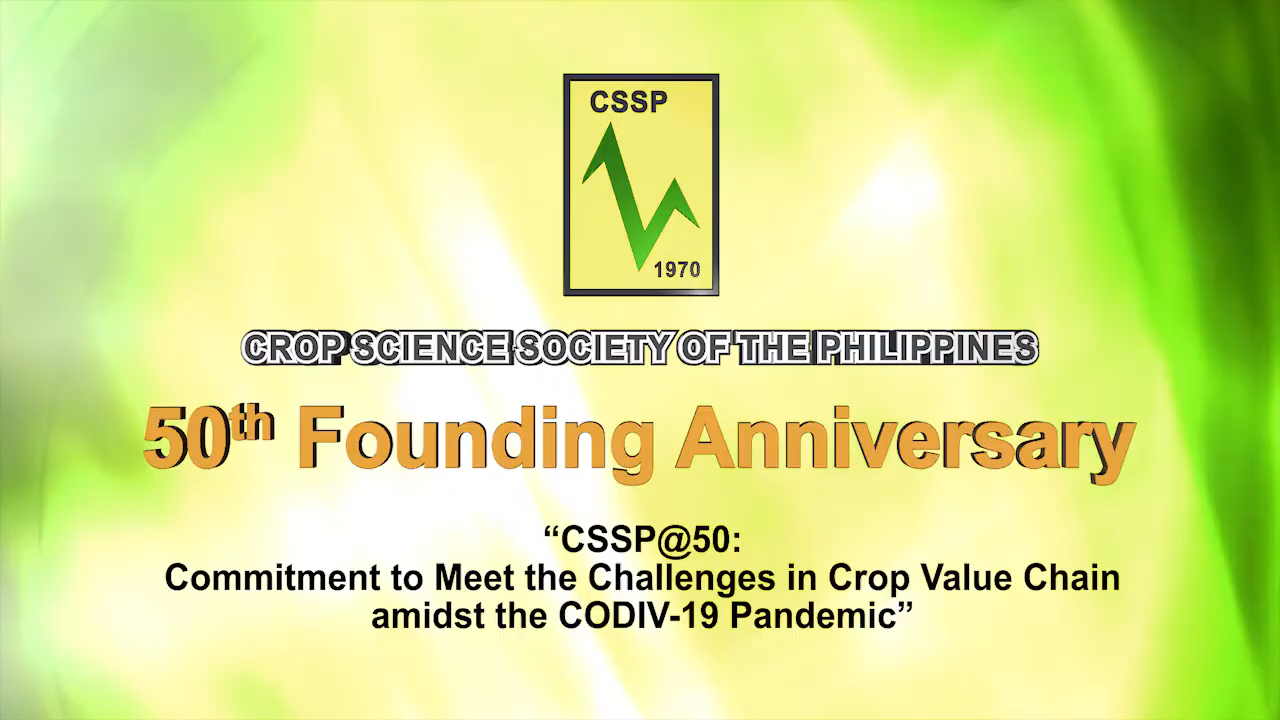 CSSP
1970
CROP SCIENCE SOCIETY OF THE PHILIPPINES
50th Founding Anniversary
“CSSP@50:
Commitment to Meet the Challenges in Crop Value Chain
amidst the CODIV-19 Pandemic”